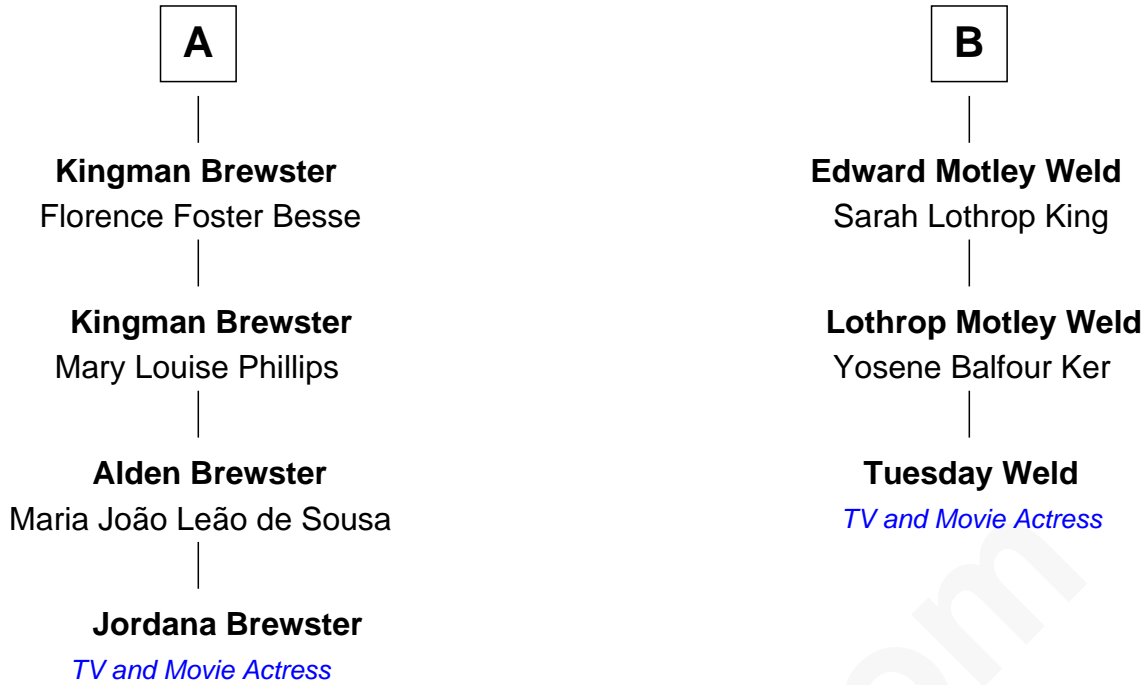 A
Kingman Brewster
Florence Foster Besse
Kingman Brewster
Mary Louise Phillips
Alden Brewster
Maria João Leão de Sousa
Jordana Brewster
TV and Movie Actress
B
Edward Motley Weld
Sarah Lothrop King
Lothrop Motley Weld
Yosene Balfour Ker
Tuesday Weld
TV and Movie Actress
om